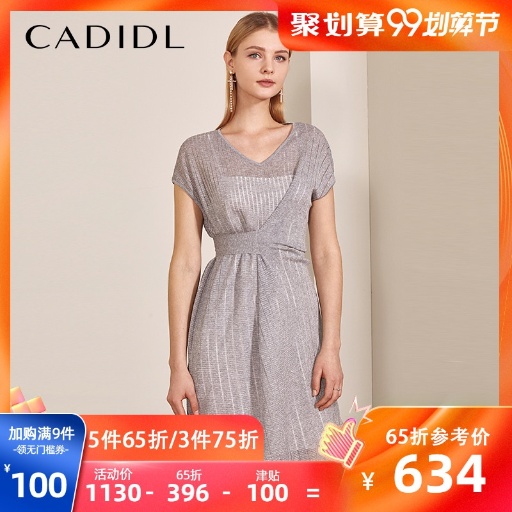 CADIDL
聚划算99划算节
加购满9件
-领无门槛券-
¥100
5件65折/3件75折
活动价 65折 津贴
1130- 396 - 100 =
65折参考价
¥ 634